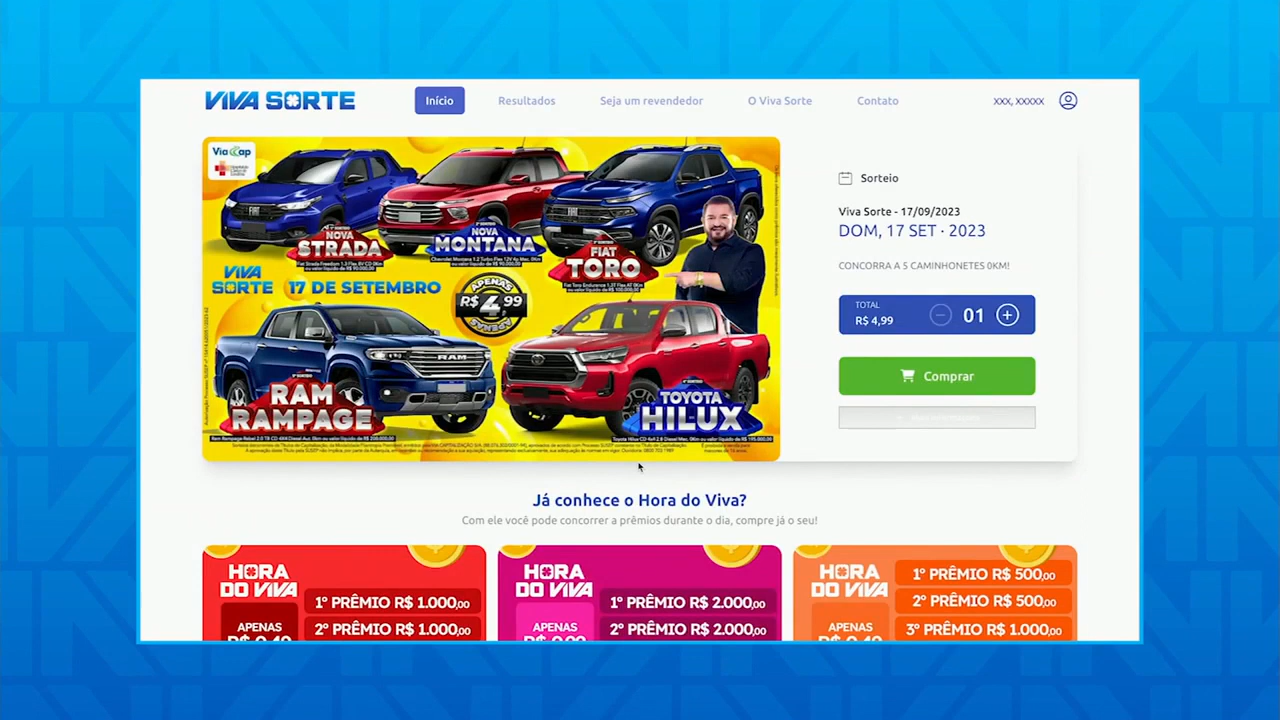 VIVA SORTE
Início
Resultados
Seja um revendedor
O Viva Sorte
Contato
XXX, XXXXX
ViaCap
FIAT
NOVA
STRADA
NOVA
MONTANA
FIAT
TORO
VIVA
SORTE
17 DE SETEMBRO
APENAS
R$ 4,99
APENAS
RAM
RAM
RAMPAGE
TOYOTA
HILUX
Sorteio
Viva Sorte - 17/09/2023
DOM, 17 SET · 2023
CONCORRA A 5 CAMINHONETES 0KM!
TOTAL
R$ 4,99
01
Comprar
Já conhece o Hora do Viva?
Com ele você pode concorrer a prêmios durante o dia, compre já o seu!
HORA
DO VIVA
APENAS
1º PRÊMIO R$ 1.000,00
2º PRÊMIO R$ 1.000,00
HORA
DO VIVA
APENAS
1º PRÊMIO R$ 2.000,00
2º PRÊMIO R$ 2.000,00
HORA
DO VIVA
APENAS
1º PRÊMIO R$ 500,00
2º PRÊMIO R$ 500,00
3º PRÊMIO R$ 1.000,00